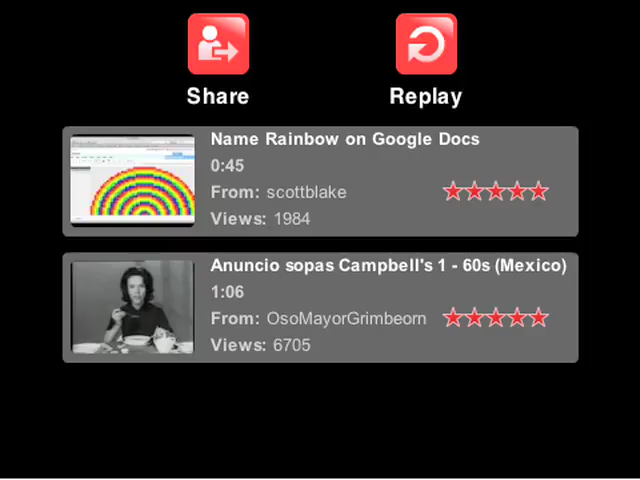 Share
Replay
Name Rainbow on Google Docs
0:45
From: scottblake
Views: 1984
Anuncio sopas Campbell's 1 - 60s (Mexico)
1:06
From: OsoMayorGrimbeorn
Views: 6705